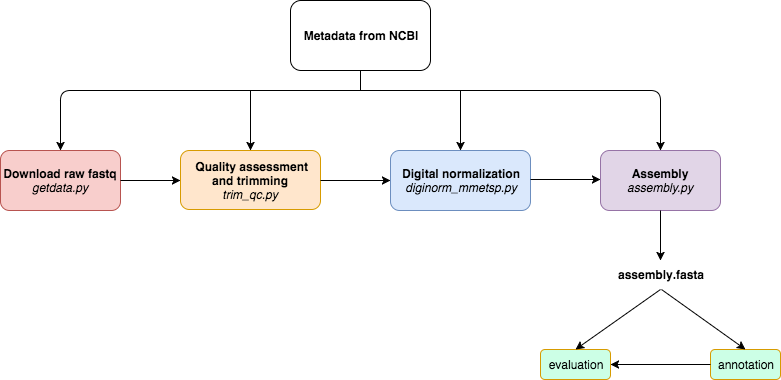 Metadata from NCBI
Download raw fastq
getdata.py
Quality assessment
and trimming
trim_qc.py
Digital normalization
diginorm_mmetsp.py
Assembly
assembly.py
assembly.fasta
evaluation
annotation